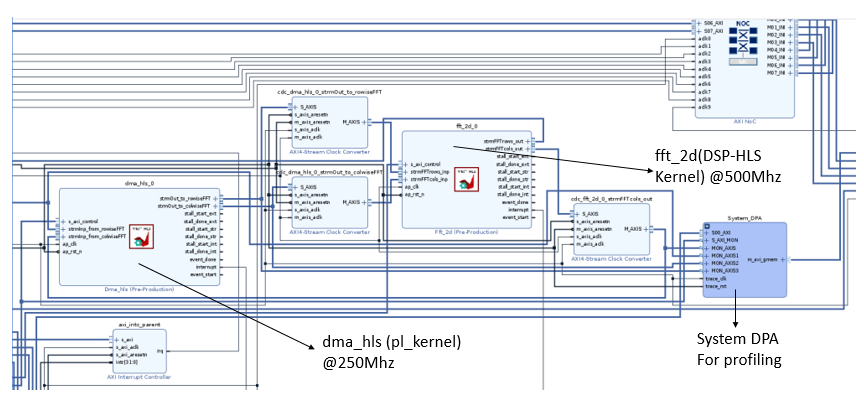 S06_AXI
S07_AXI
aclk0
aclk1
aclk2
aclk3
aclk4
aclk5
aclk6
aclk7
aclk8
aclk9
NOC
M01_INI
M02_INI
M03_INI
M04_INI
M05_INI
M06_INI
M07_INI
AXI NoC
cdc_dma_hls_0_strmOut_to_rowiseFFT
S_AXIS
s_axis_aresetn
m_axis_aresetn
s_axis_aclk
m_axis_aclk
M_AXIS
AXI4-Stream Clock Converter
fft_2d_0
s_axi_control
strmFFTrows_inp
strmFFTcols_inp
ap_clk
ap_rst_n
strmFFTrows_out
strmFFTcols_out
stall_start_ext
stall_done_ext
stall_start_str
stall_done_str
stall_start_int
stall_done_int
event_done
interrupt
event_start
Fft_2d (Pre-Production)
fft_2d(DSP-HLS
Kernel) @500Mhz
cdc_dma_hls_0_strmOut_to_colwiseFFT
S_AXIS
s_axis_aresetn
m_axis_aresetn
s_axis_aclk
m_axis_aclk
M_AXIS
AXI4-Stream Clock Converter
dma_hls_0
s_axi_control
strmInp_from_rowiseFFT
strmInp_from_colwiseFFT
ap_clk
ap_rst_n
strmOut_to_rowiseFFT
strmOut_to_colwiseFFT
stall_start_ext
stall_done_ext
stall_start_str
stall_done_str
stall_start_int
stall_done_int
event_done
interrupt
event_start
Dma_hls (Pre-Production)
cdc_fft_2d_0_strmFFTcols_out
S_AXIS
s_axis_aresetn
m_axis_aresetn
s_axis_aclk
m_axis_aclk
M_AXIS
AXI4-Stream Clock Converter
System_DPA
S00_AXI
S_AXI_MON
MON_AXIS
MON_AXIS1
MON_AXIS2
MON_AXIS3
trace_clk
trace_rst
m_axi_gmem
dma_hls (pl_kernel)
@250Mhz
System DPA
For profiling
axi_intc_parent
s_axi
s_axi_aclk
s_axi_aresetn
intr[31:0]
irq
AXI Interrupt Controller